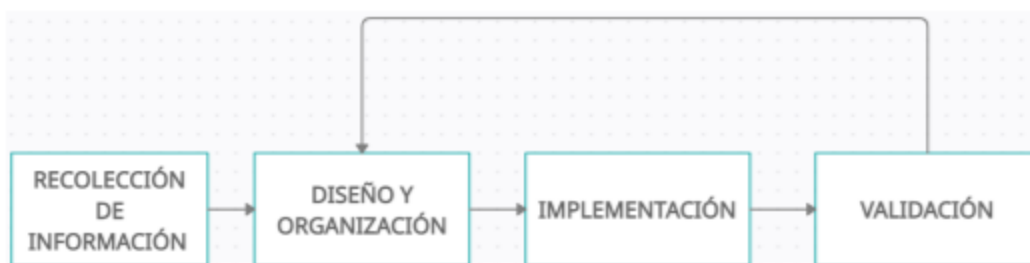 RECOLECCIÓN
DE
INFORMACIÓN
DISEÑO Y
ORGANIZACIÓN
IMPLEMENTACIÓN
VALIDACIÓN